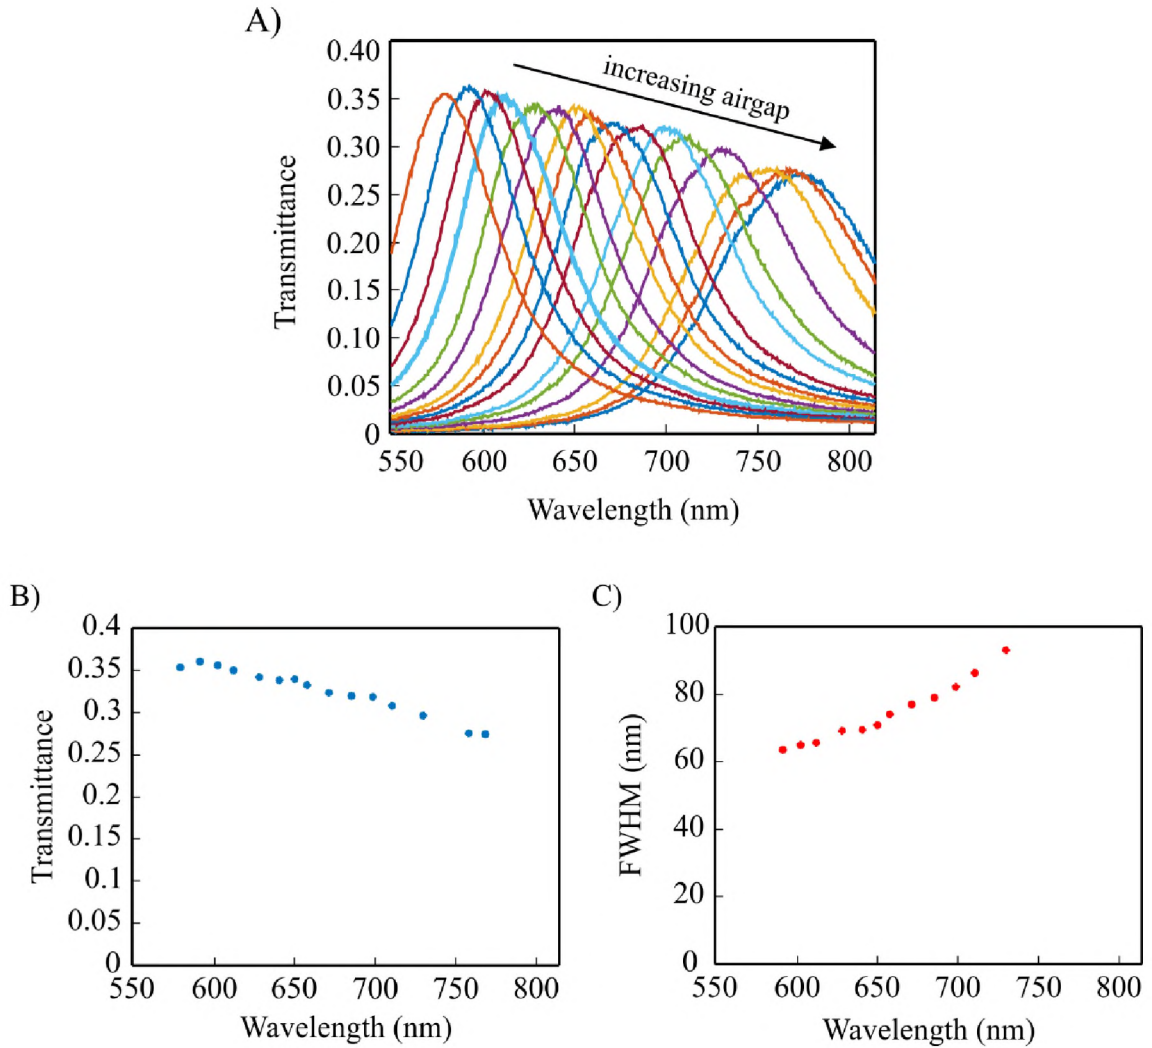 A)
0.40
0.35
0.30
0.25
0.20
0.15
0.10
0.05
0
Transmittance
increasing airgap
550 600 650 700 750 800
Wavelength (nm)
B)
0.4
0.35
0.3
0.25
0.2
0.15
0.1
0.05
0
Transmittance
550 600 650 700 750 800
Wavelength (nm)
C)
100
80
60
40
20
0
FWHM (nm)
550 600 650 700 750 800
Wavelength (nm)